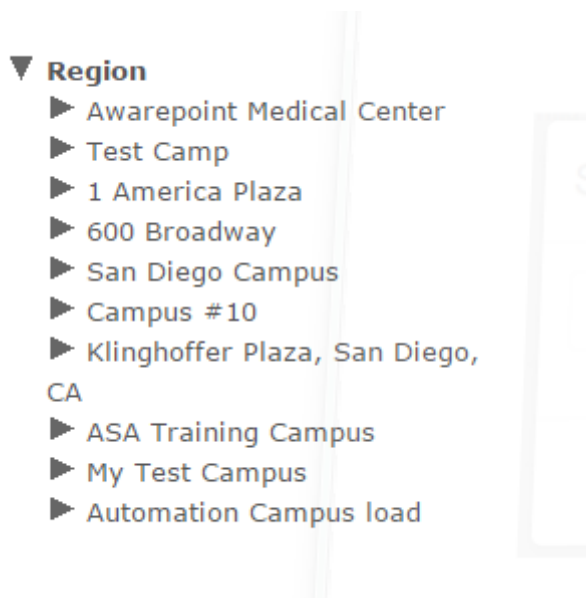 Region
Awarepoint Medical Center
Test Camp
1 America Plaza
600 Broadway
San Diego Campus
Campus #10
Klinghoffer Plaza, San Diego,
CA
ASA Training Campus
My Test Campus
Automation Campus load